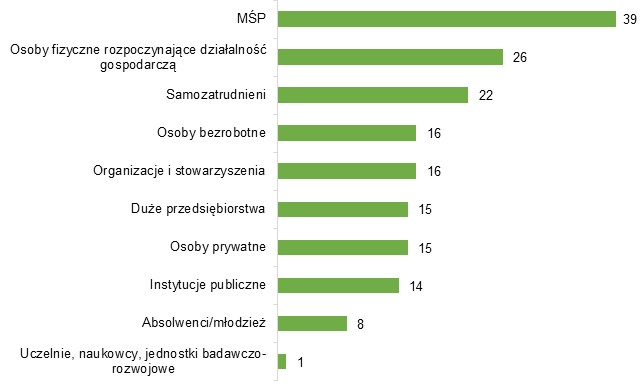 MŚP 39
Osoby fizyczne rozpoczynające działalność
gospodarczą 26
Samozatrudnieni 22
Osoby bezrobotne 16
Organizacje i stowarzyszenia 16
Duże przedsiębiorstwa 15
Osoby prywatne 15
Instytucje publiczne 14
Absolwenci/młodzież 8
Uczelnie, naukowcy, jednostki badawczo-
rozwojowe 1